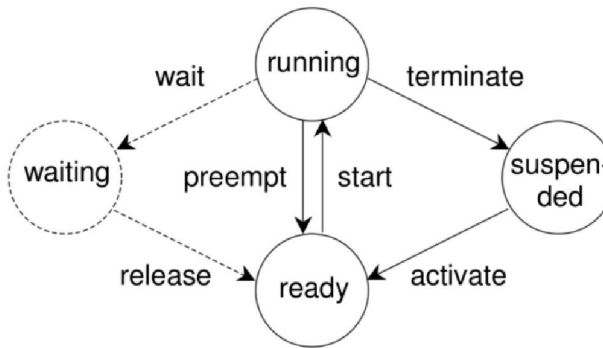 running
wait
terminate
waiting
preempt
start
suspen-
ded
release
ready
activate